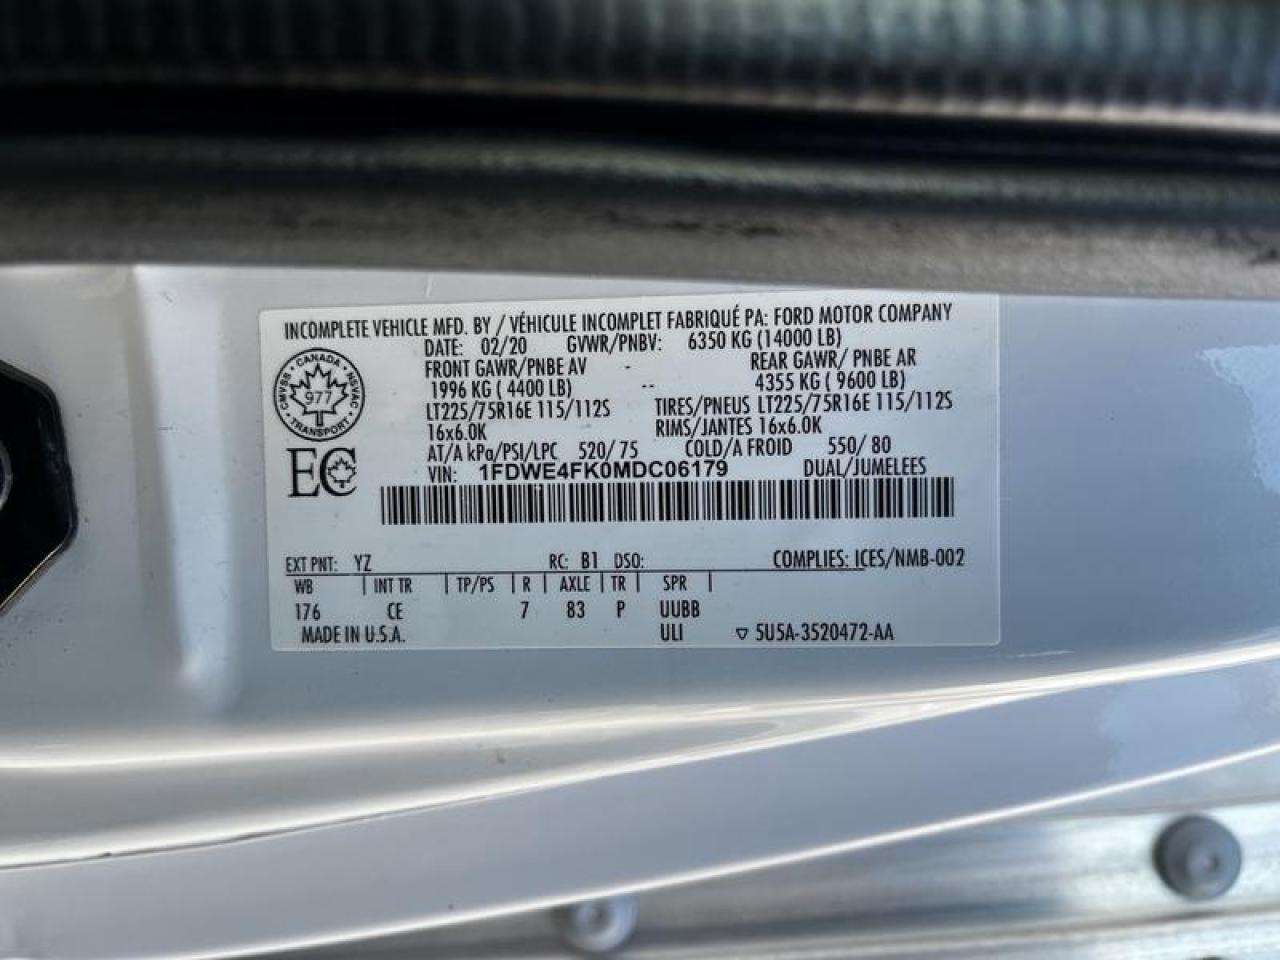 INCOMPLETE VEHICLE MFD. BY / VÉHICULE INCOMPLET FABRIQUÉ PA: FORD MOTOR COMPANY
DATE: 02/20 GVWR/PNBV: 6350 KG (14000 LB)
FRONT GAWR/PNBE AV - REAR GAWR/ PNBE AR
1996 KG ( 4400 LB) -- 4355 KG ( 9600 LB)
LT225/75R16E 115/112S TIRES/PNEUS LT225/75R16E 115/112S
16x6.0K RIMS/JANTES 16x6.0K
AT/A kPa/PSI/LPC 520/ 75 COLD/A FROID 550/ 80
VIN: 1FDWE4FK0MDC06179 DUAL/JUMELEES
CANADA
CMVSS NSVAC
977
TRANSPORT
EC
EXT PNT: YZ RC: B1 DSO: COMPLIES: ICES/NMB-002
WB | INT TR | TP/PS | R | AXLE | TR | SPR |
176 CE 7 83 P UUBB
MADE IN U.S.A. ULI ▽ 5U5A-3520472-AA